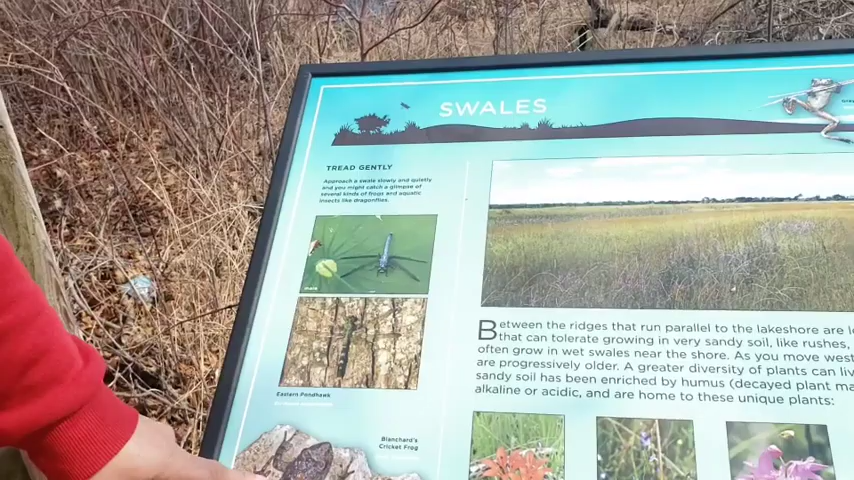 SWALES
TREAD GENTLY
Approach a swale slowly and quietly
and you might catch a glimpse of
several kinds of frogs and aquatic
insects like dragonflies.
Eastern Pondhawk
Blanchard's
Cricket Frog
Between the ridges that run parallel to the lakeshore are
that can tolerate growing in very sandy soil, like rushes,
often grow in wet swales near the shore. As you move west
are progressively older. A greater diversity of plants can
sandy soil has been enriched by humus (decayed plant
alkaline or acidic, and are home to these unique plants: